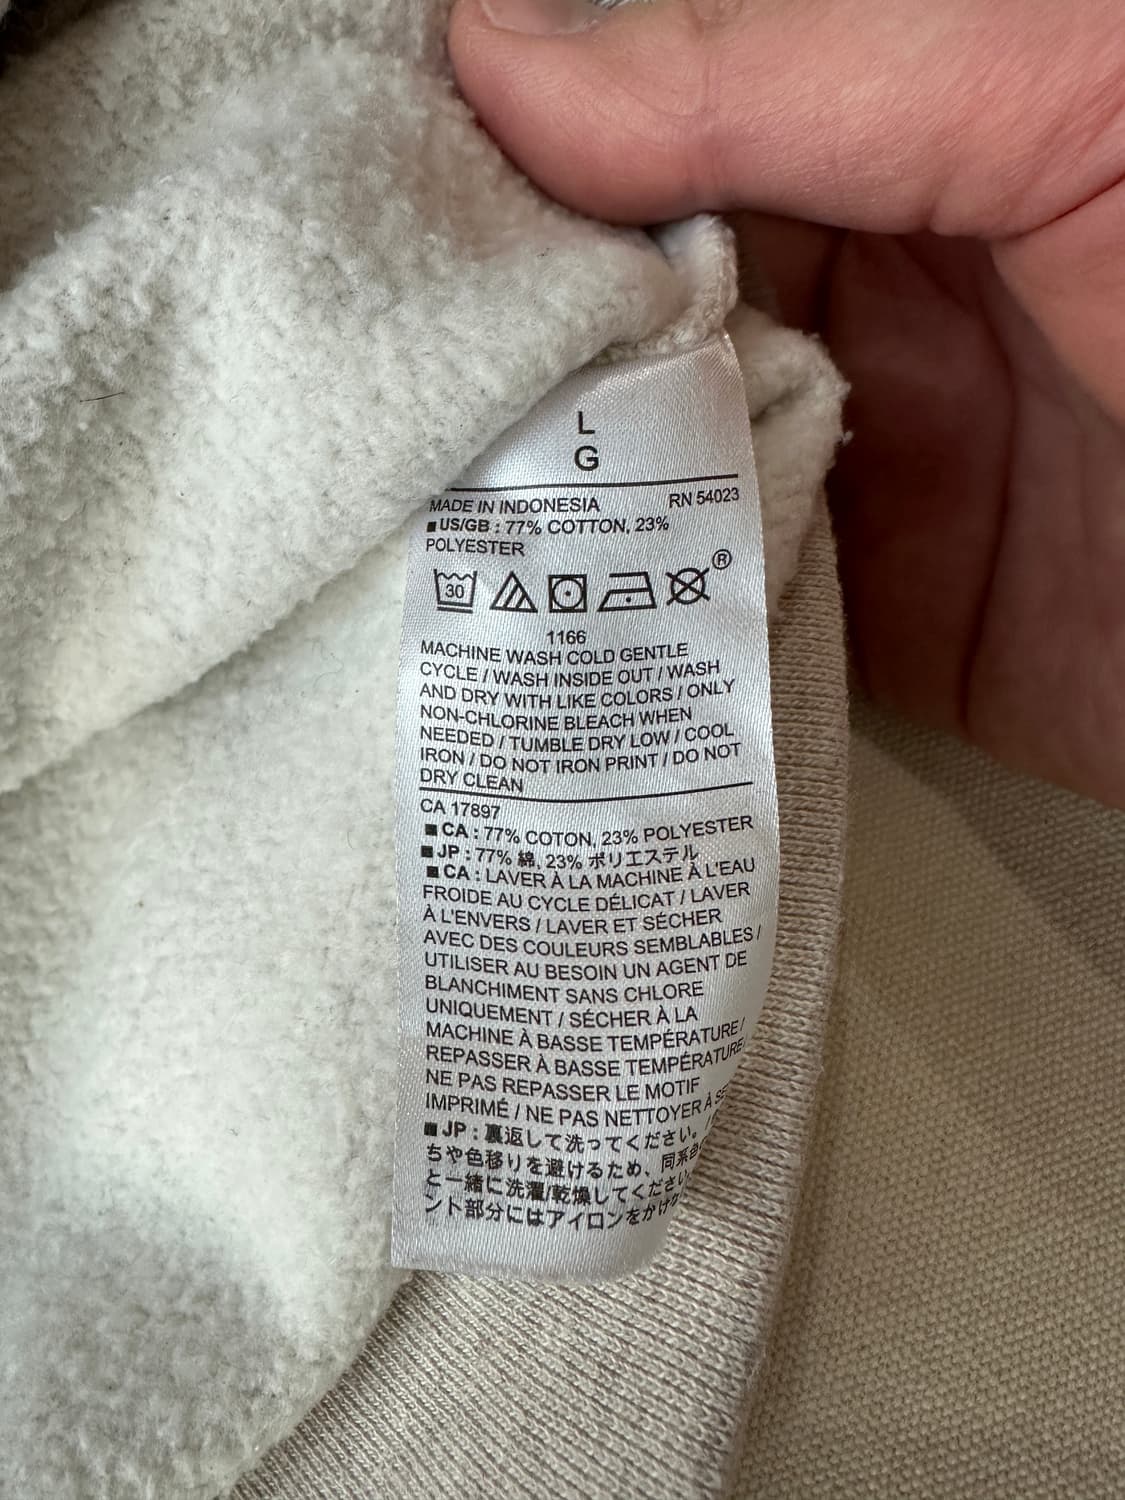 L
G
MADE IN INDONESIA RN 54023
■US/GB : 77% COTTON, 23%
POLYESTER
30 ®
1166
MACHINE WASH COLD GENTLE
CYCLE / WASH INSIDE OUT / WASH
AND DRY WITH LIKE COLORS / ONLY
NON-CHLORINE BLEACH WHEN
NEEDED / TUMBLE DRY LOW / COOL
IRON / DO NOT IRON PRINT / DO NOT
DRY CLEAN
CA 17897
■CA : 77% COTON, 23% POLYESTER
■JP : 77% 綿, 23% ポリエステル
■CA : LAVER À LA MACHINE À L'EAU
FROIDE AU CYCLE DÉLICAT / LAVER
À L'ENVERS / LAVER ET SÉCHER
AVEC DES COULEURS SEMBLABLES /
UTILISER AU BESOIN UN AGENT DE
BLANCHIMENT SANS CHLORE
UNIQUEMENT / SÉCHER À LA
MACHINE À BASSE TEMPÉRATURE /
REPASSER À BASSE TEMPÉRATURE/
NE PAS REPASSER LE MOTIF
IMPRIMÉ / NE PAS NETTOYER À
■JP : 裏返して洗ってください。/
ちや色移りを避けるため、同系色
と一緒に洗濯/乾燥してください
ント部分にはアイロンをかけ